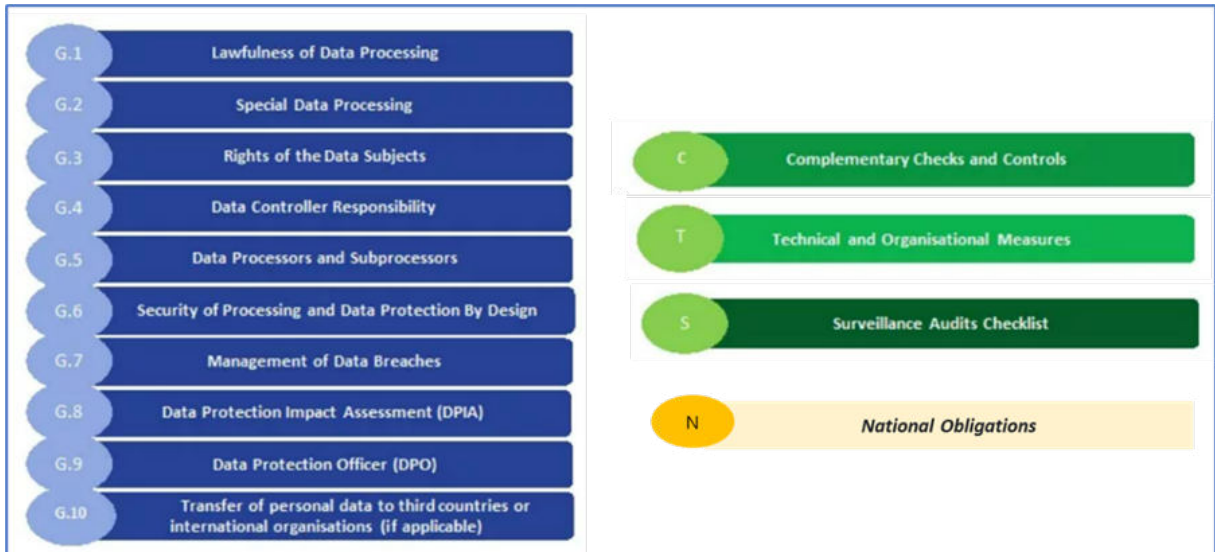 G.1 Lawfulness of Data Processing
G.2 Special Data Processing
G.3 Rights of the Data Subjects
G.4 Data Controller Responsibility
G.5 Data Processors and Subprocessors
G.6 Security of Processing and Data Protection By Design
G.7 Management of Data Breaches
G.8 Data Protection Impact Assessment (DPIA)
G.9 Data Protection Officer (DPO)
G.10 Transfer of personal data to third countries or
international organisations (if applicable)
C Complementary Checks and Controls
T Technical and Organisational Measures
S Surveillance Audits Checklist
N National Obligations